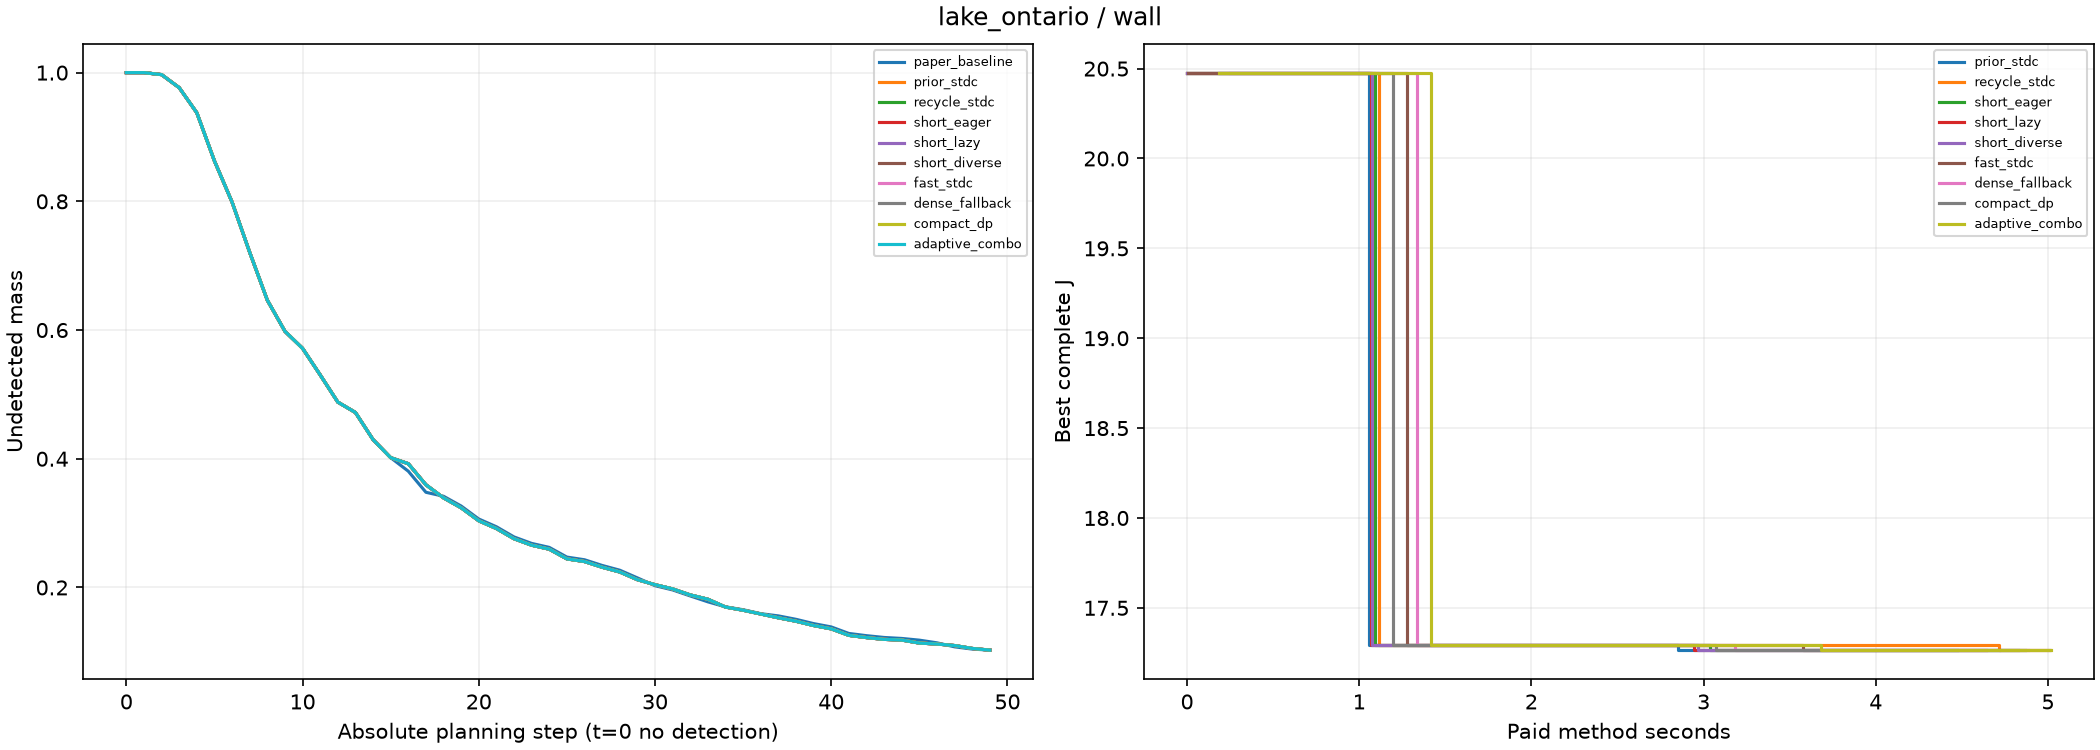 lake_ontario / wall
Undetected mass
1.0
0.8
0.6
0.4
0.2
0
10
20
30
40
50
Absolute planning step (t=0 no detection)
paper_baseline
prior_stdc
recycle_stdc
short_eager
short_lazy
short_diverse
fast_stdc
dense_fallback
compact_dp
adaptive_combo
Best complete J
20.5
20.0
19.5
19.0
18.5
18.0
17.5
0
1
2
3
4
5
Paid method seconds
prior_stdc
recycle_stdc
short_eager
short_lazy
short_diverse
fast_stdc
dense_fallback
compact_dp
adaptive_combo